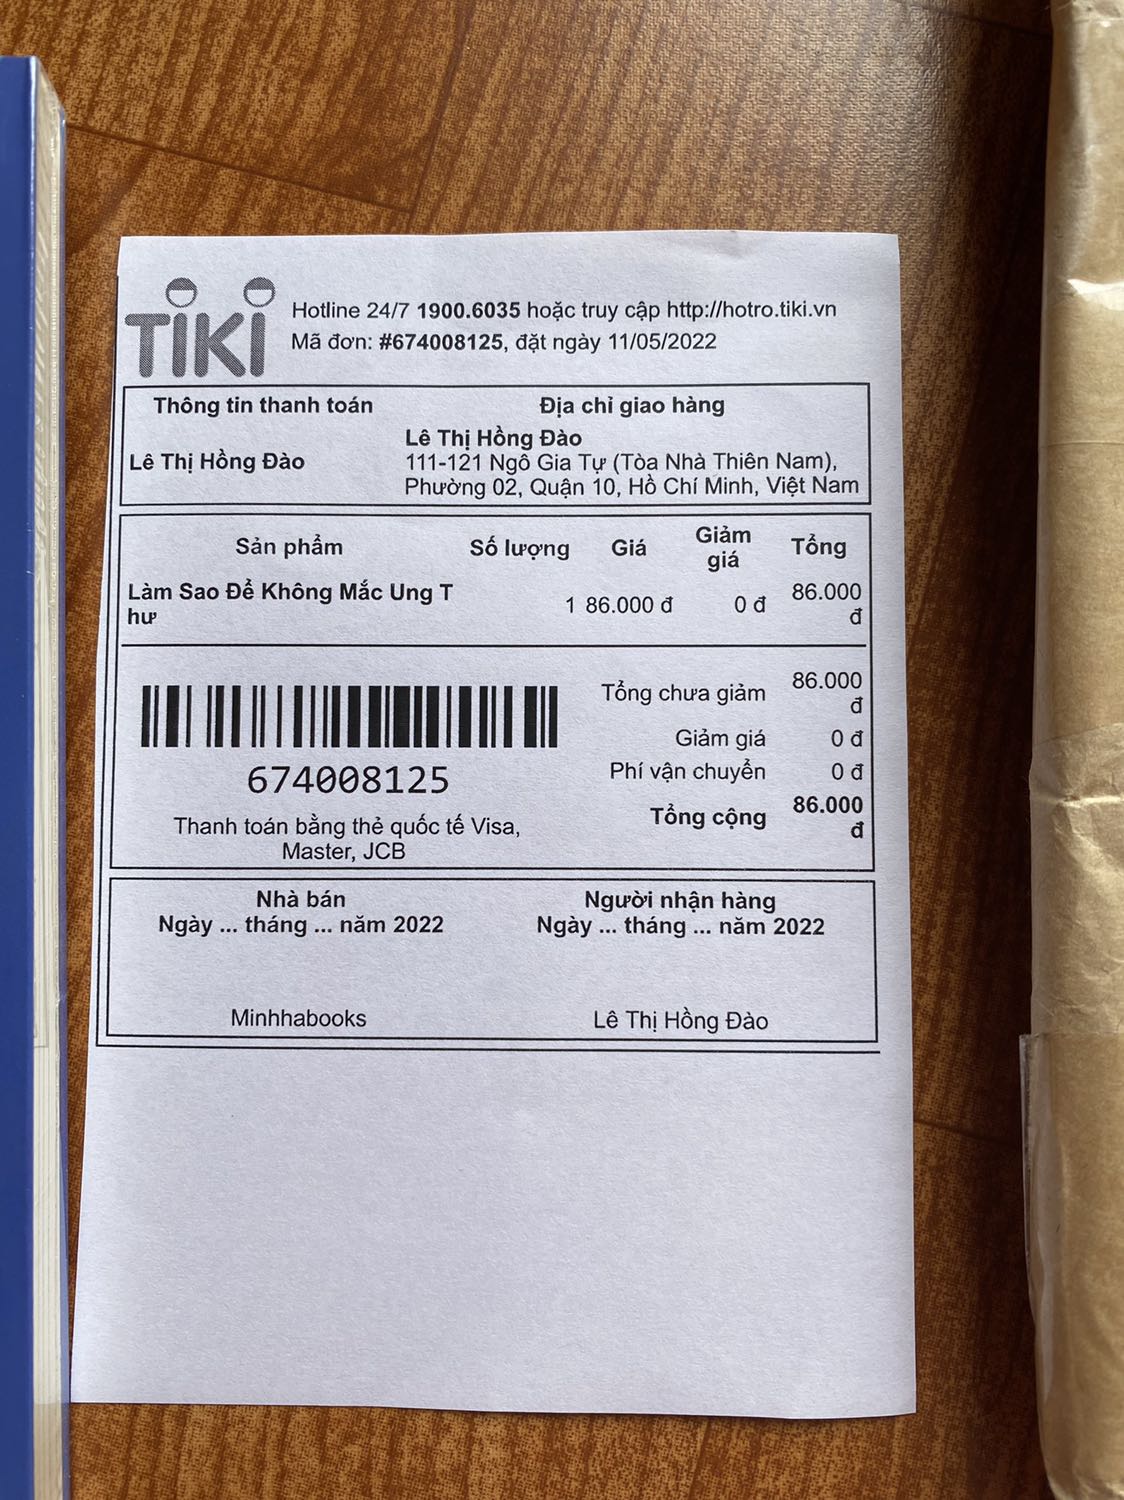 TiKi
Hotline 24/7 1900.6035 hoặc truy cập http://hotro.tiki.vn
Mã đơn: #674008125, đặt ngày 11/05/2022
Thông tin thanh toán
Địa chỉ giao hàng
Lê Thị Hồng Đào
Lê Thị Hồng Đào
111-121 Ngô Gia Tự (Tòa Nhà Thiên Nam),
Phường 02, Quận 10, Hồ Chí Minh, Việt Nam
Sản phẩm Số lượng Giá Giảm giá Tổng
Làm Sao Để Không Mắc Ung T
hư
1 86.000 đ 0 đ 86.000 đ
Tổng chưa giảm 86.000 đ
Giảm giá 0 đ
Phí vận chuyển 0 đ
Tổng cộng 86.000 đ
674008125
Thanh toán bằng thẻ quốc tế Visa,
Master, JCB
Nhà bán
Ngày ... tháng ... năm 2022
Minhhabooks
Người nhận hàng
Ngày ... tháng ... năm 2022
Lê Thị Hồng Đào